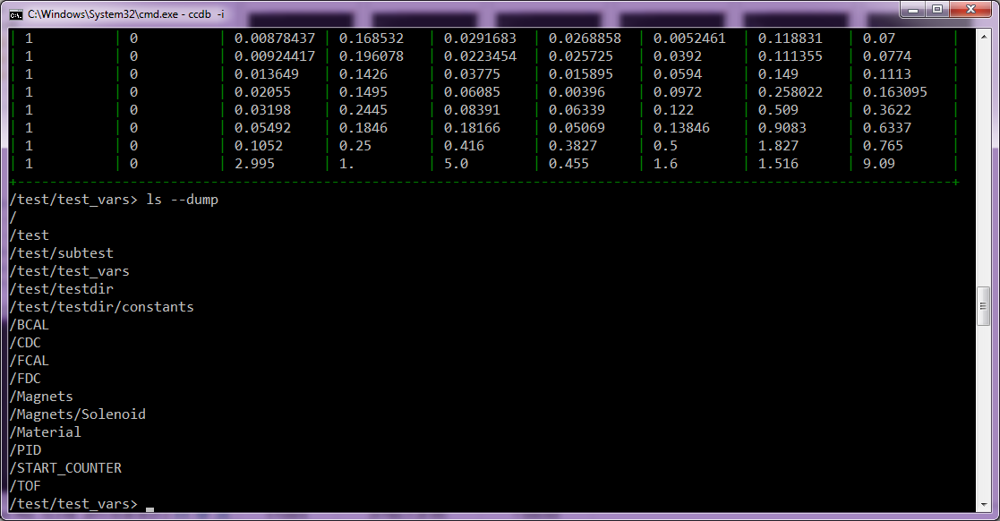 C:\Windows\System32\cmd.exe - ccdb -i
| 1 | 0 | 0.00878437 | 0.168532 | 0.0291683 | 0.0268858 | 0.0052461 | 0.118831 | 0.07 |
| 1 | 0 | 0.00924417 | 0.196078 | 0.0223454 | 0.025725 | 0.0392 | 0.111355 | 0.0774 |
| 1 | 0 | 0.013649 | 0.1426 | 0.03775 | 0.015895 | 0.0594 | 0.149 | 0.1113 |
| 1 | 0 | 0.02055 | 0.1495 | 0.06085 | 0.00396 | 0.0972 | 0.258022 | 0.163095 |
| 1 | 0 | 0.03198 | 0.2445 | 0.08391 | 0.06339 | 0.122 | 0.509 | 0.3622 |
| 1 | 0 | 0.05492 | 0.1846 | 0.18166 | 0.05069 | 0.13846 | 0.9083 | 0.6337 |
| 1 | 0 | 0.1052 | 0.25 | 0.416 | 0.3827 | 0.5 | 1.827 | 0.765 |
| 1 | 0 | 2.995 | 1. | 5.0 | 0.455 | 1.6 | 1.516 | 9.09 |
/test/test_vars> ls --dump
/
/test
/test/subtest
/test/test_vars
/test/testdir
/test/testdir/constants
/BCAL
/CDC
/FCAL
/FDC
/Magnets
/Magnets/Solenoid
/Material
/PID
/START_COUNTER
/TOF
/test/test_vars> _